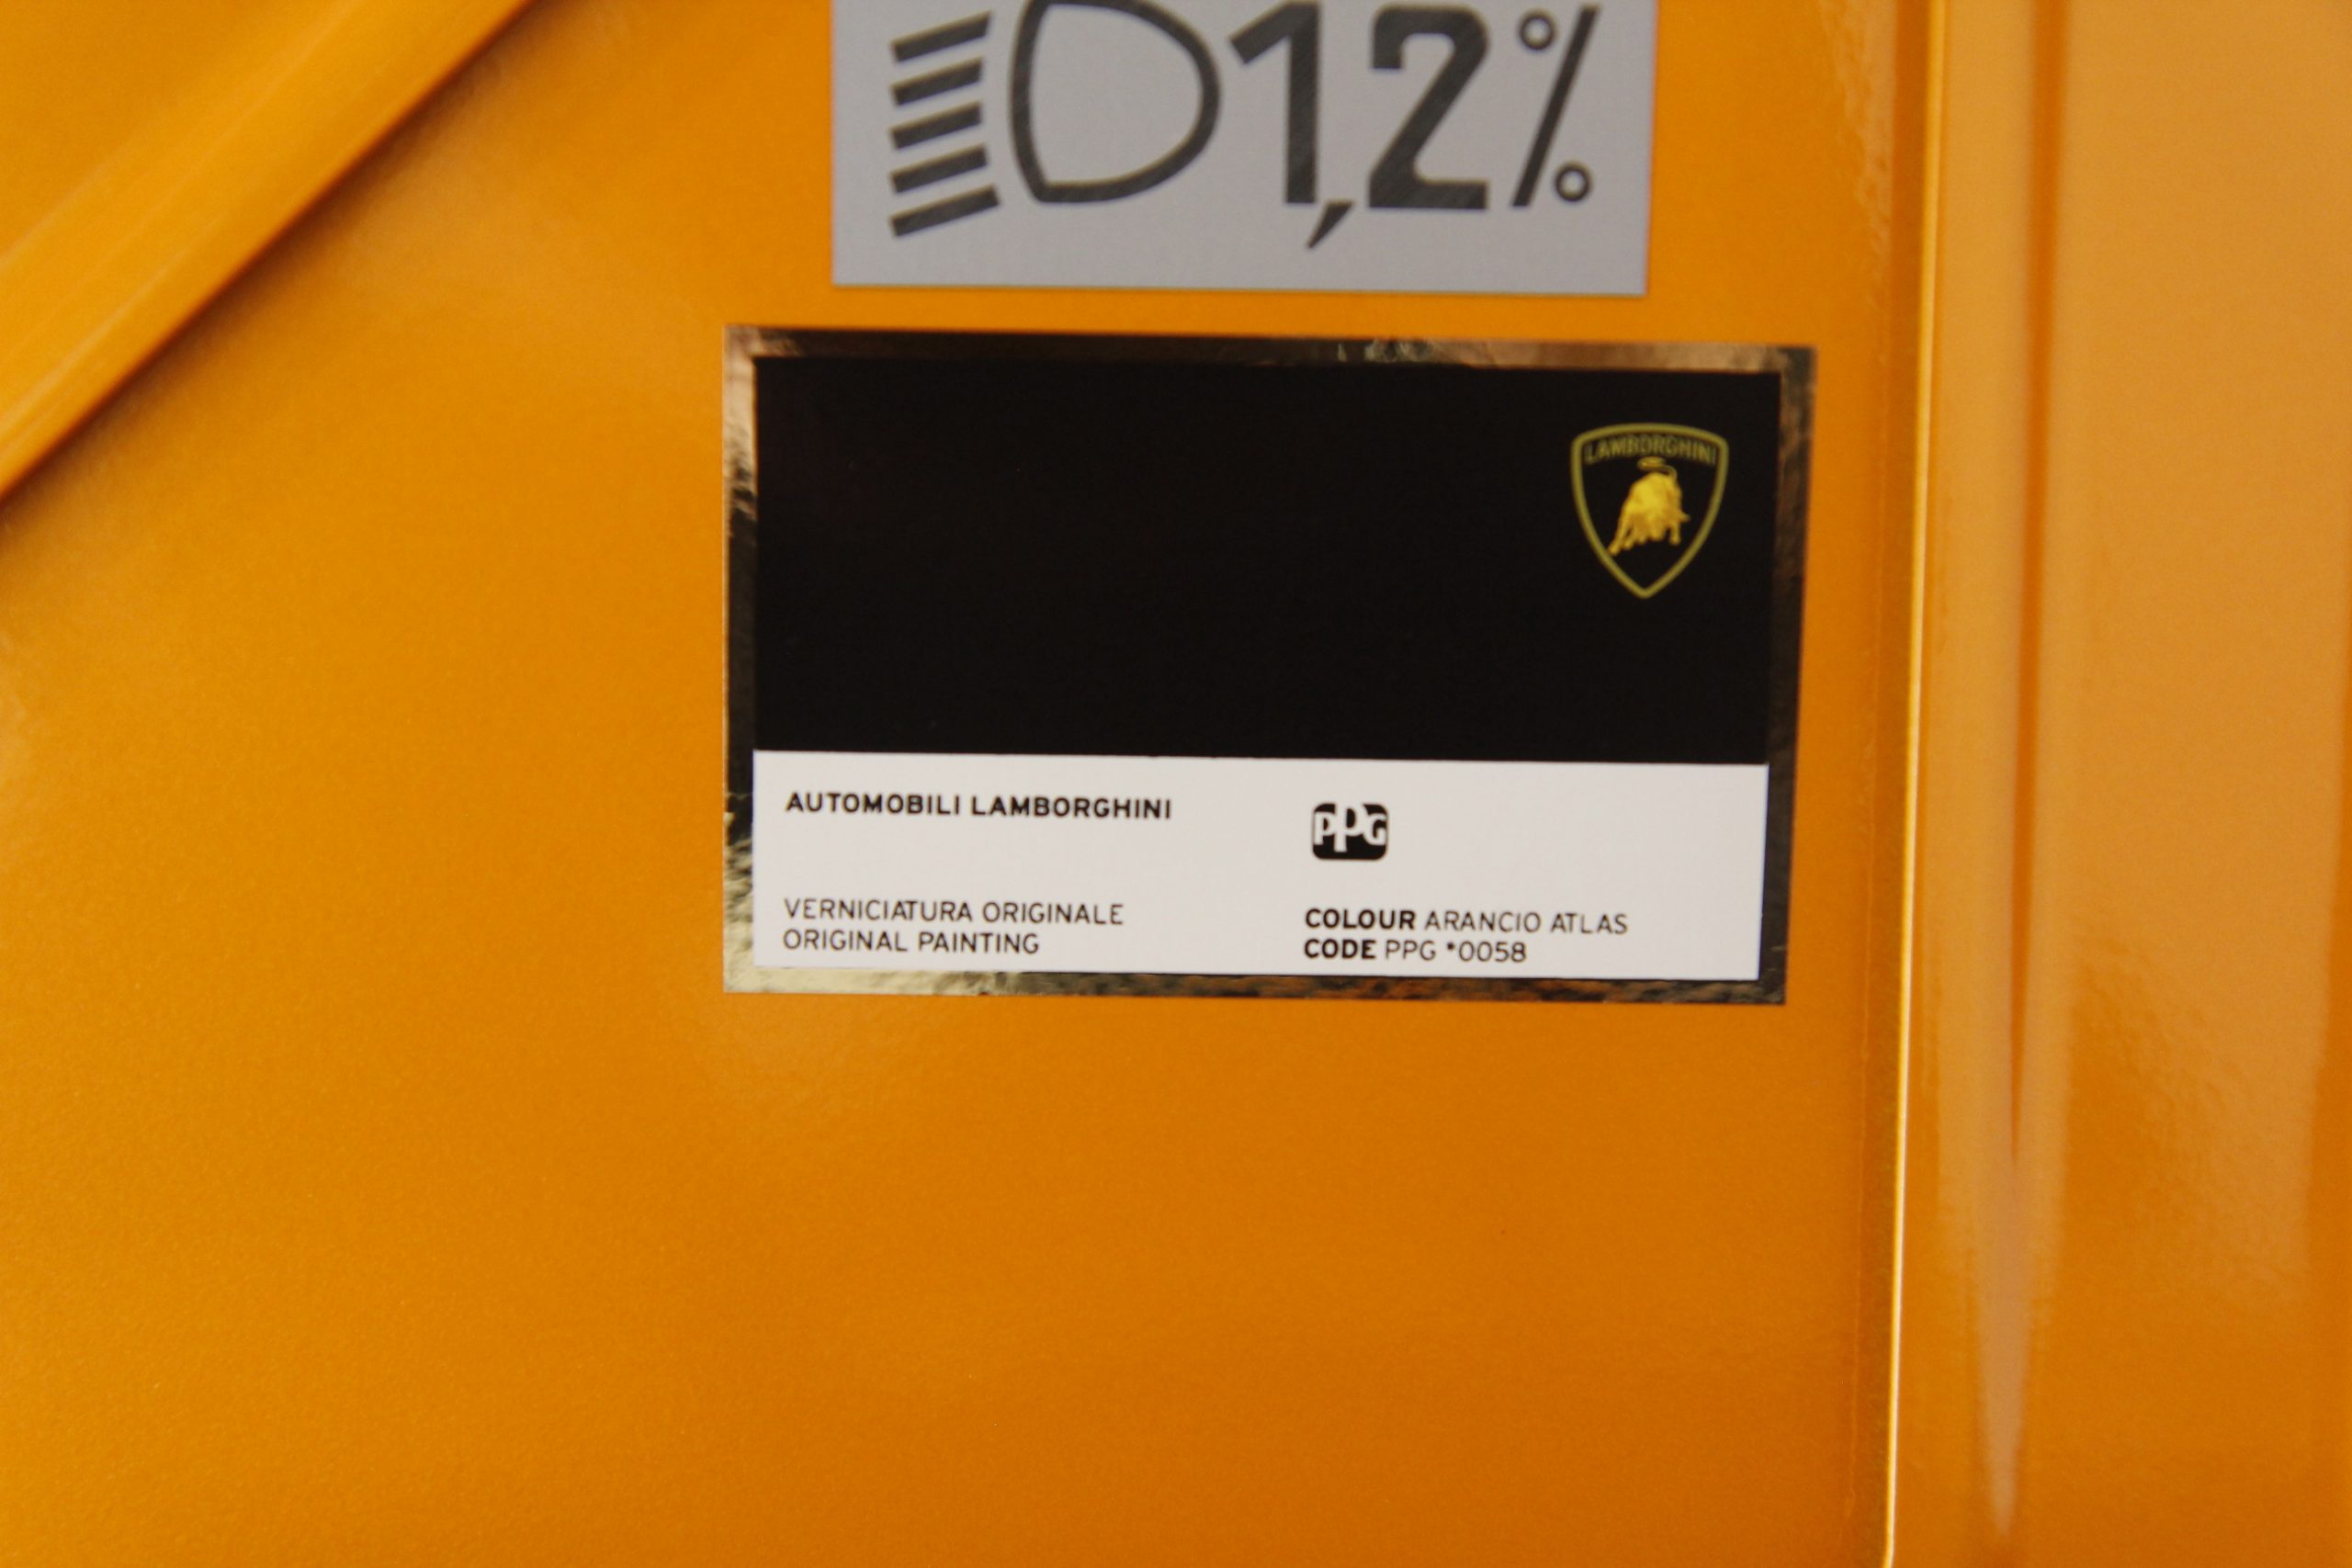 1,2%
LAMBORGHINI
AUTOMOBILI LAMBORGHINI
PPG
VERNICIATURA ORIGINALE
ORIGINAL PAINTING
COLOUR ARANCIO ATLAS
CODE PPG *0058